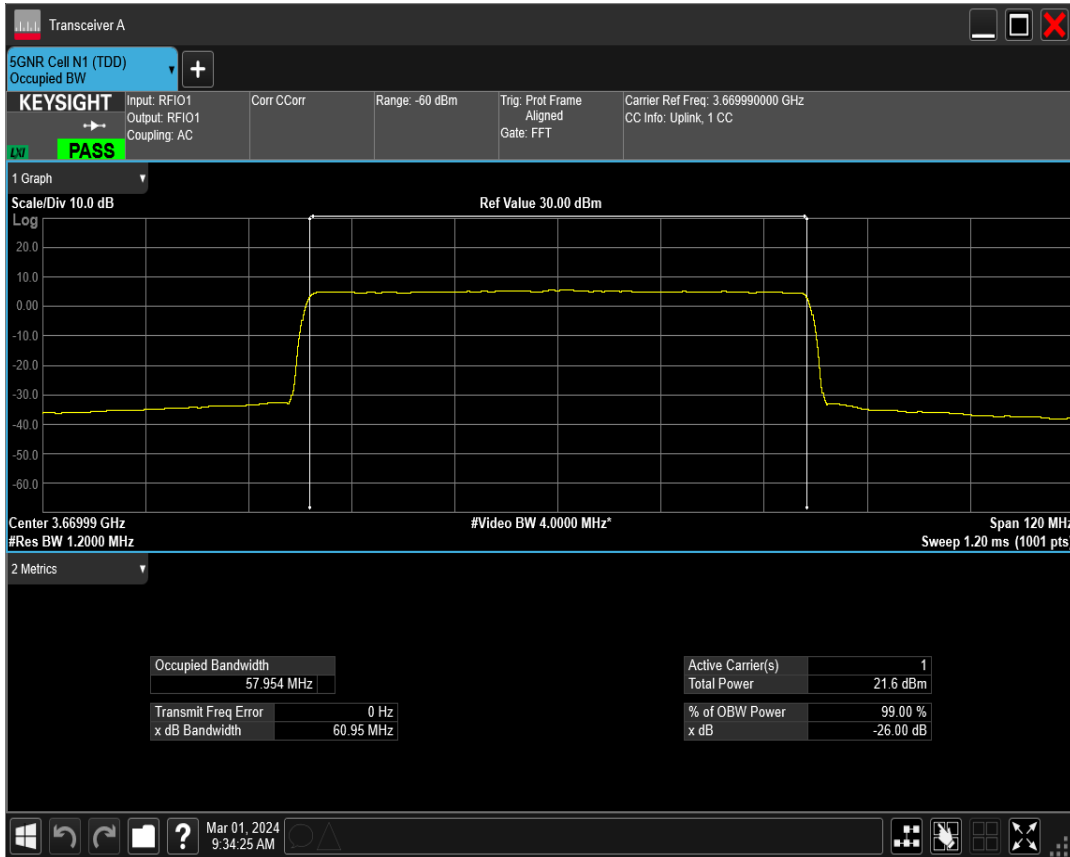 Transceiver A
5GNR Cell N1 (TDD)
Occupied BW
+
KEYSIGHT
LXI
PASS
Input: RFIO1
Output: RFIO1
Coupling: AC
Corr CCorr
Range: -60 dBm
Trig: Prot Frame
Aligned
Gate: FFT
Carrier Ref Freq: 3.669990000 GHz
CC Info: Uplink, 1 CC
1 Graph
Scale/Div 10.0 dB
Ref Value 30.00 dBm
Log
20.0
10.0
0.00
-10.0
-20.0
-30.0
-40.0
-50.0
-60.0
Center 3.66999 GHz
#Video BW 4.0000 MHz*
Span 120 MHz
#Res BW 1.2000 MHz
Sweep 1.20 ms (1001 pts)
2 Metrics
Occupied Bandwidth
57.954 MHz
Transmit Freq Error 0 Hz
x dB Bandwidth 60.95 MHz
Active Carrier(s) 1
Total Power 21.6 dBm
% of OBW Power 99.00 %
x dB -26.00 dB
?
Mar 01, 2024
9:34:25 AM